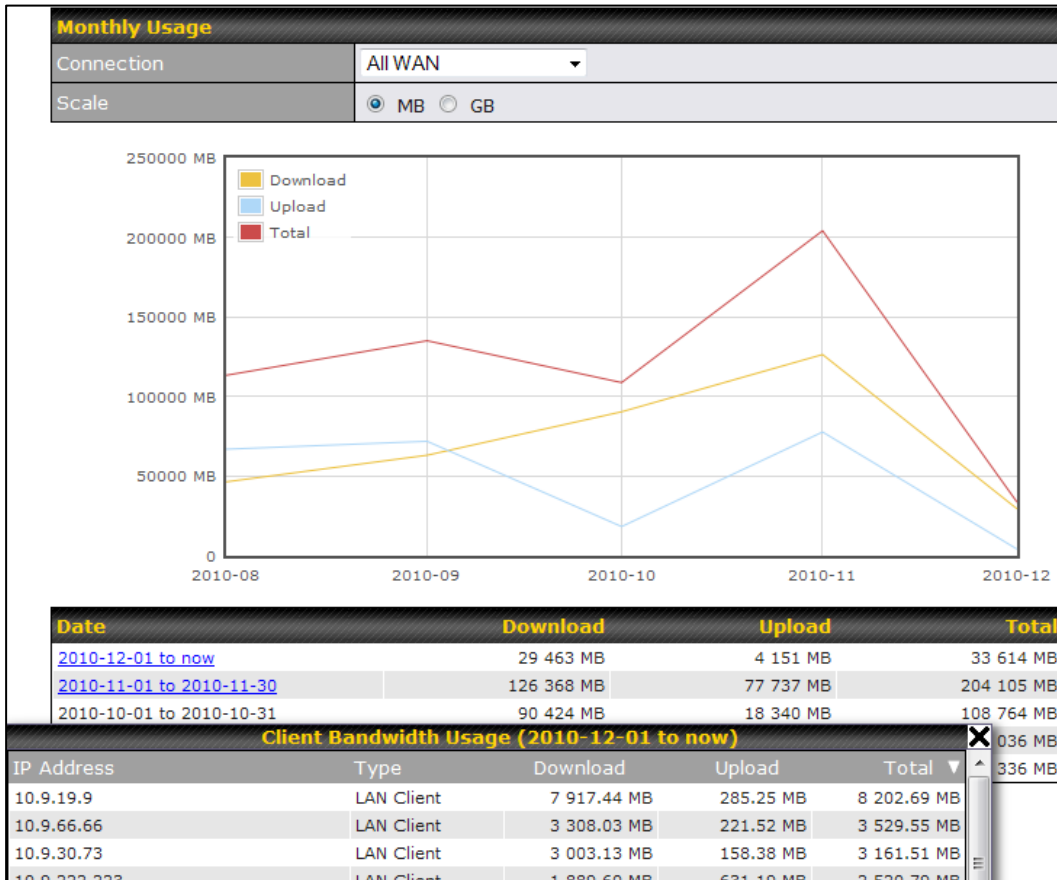 Monthly Usage
Connection All WAN
Scale MB GB
250000 MB
Download
Upload
200000 MB Total
150000 MB
100000 MB
50000 MB
0
2010-08 2010-09 2010-10 2010-11 2010-12
Date Download Upload Total
2010-12-01 to now 29 463 MB 4 151 MB 33 614 MB
2010-11-01 to 2010-11-30 126 368 MB 77 737 MB 204 105 MB
2010-10-01 to 2010-10-31 90 424 MB 18 340 MB 108 764 MB
Client Bandwidth Usage (2010-12-01 to now) 036 MB
IP Address Type Download Upload Total 336 MB
10.9.19.9 LAN Client 7 917.44 MB 285.25 MB 8 202.69 MB
10.9.66.66 LAN Client 3 308.03 MB 221.52 MB 3 529.55 MB
10.9.30.73 LAN Client 3 003.13 MB 158.38 MB 3 161.51 MB